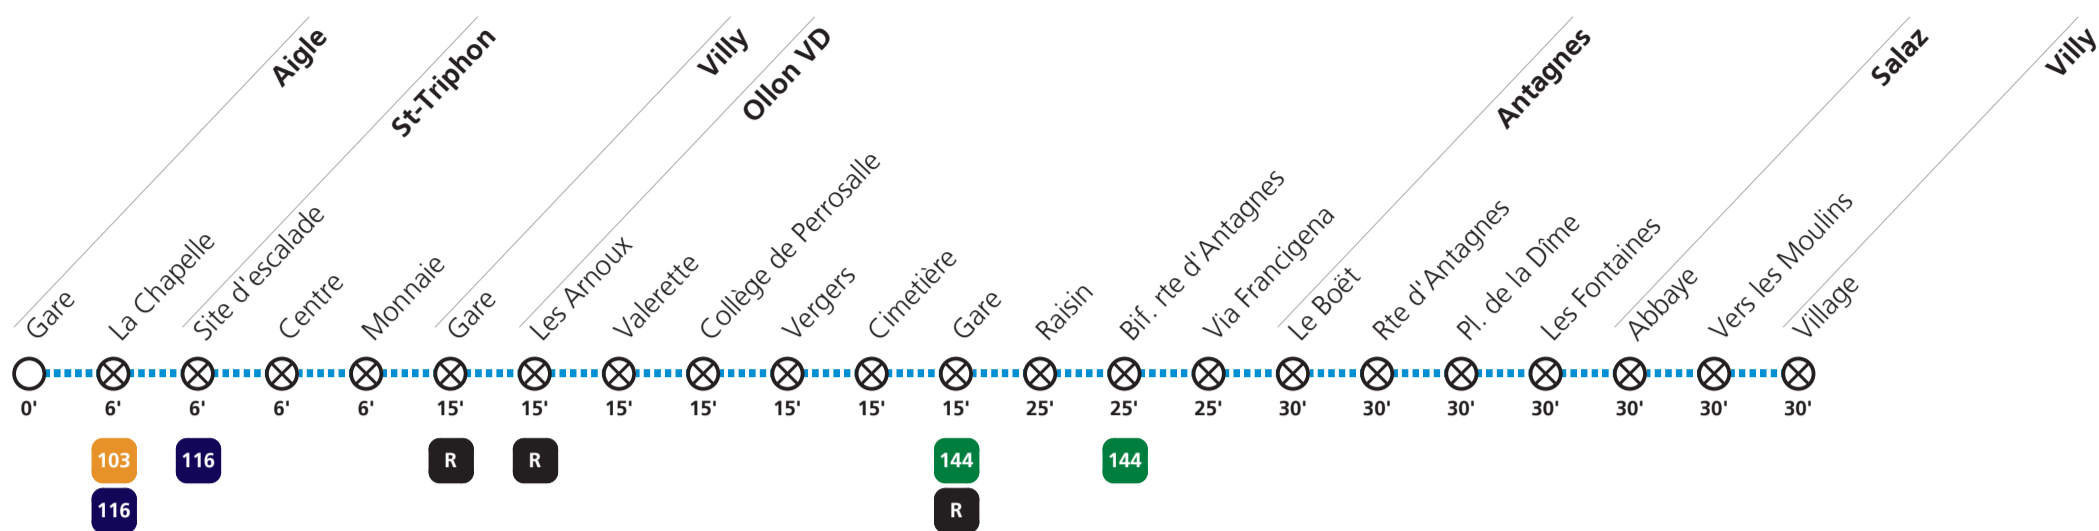 Aigle
St-Triphon
Villy
Ollon VD
Antagnes
Salaz
Villy
Gare
La Chapelle
Site d'escalade
Centre
Monnaie
Gare
Les Arnoux
Valerette
Collège de Perrosalle
Vergers
Cimetière
Gare
Raisin
Bif. rte d'Antagnes
Via Francigena
Le Boët
Rte d'Antagnes
Pl. de la Dîme
Les Fontaines
Abbaye
Vers les Moulins
Village
0' 6' 6' 6' 6' 15' 15' 15' 15' 15' 15' 15' 25' 25' 25' 30' 30' 30' 30' 30' 30' 30'
103 116 R R 144 144
116 R